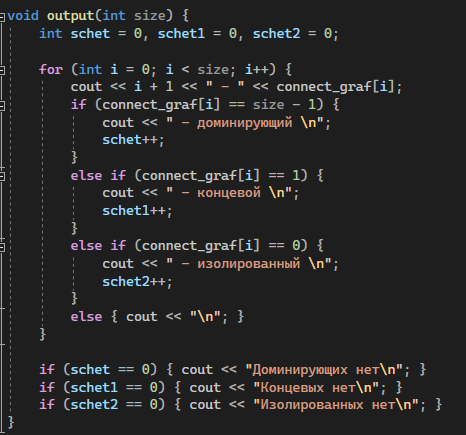 void output(int size) {
    int schet = 0, schet1 = 0, schet2 = 0;

    for (int i = 0; i < size; i++) {
        cout << i + 1 << " - " << connect_graf[i];
        if (connect_graf[i] == size - 1) {
            cout << " - доминирующий \n";
            schet++;
        }
        else if (connect_graf[i] == 1) {
            cout << " - концевой \n";
            schet1++;
        }
        else if (connect_graf[i] == 0) {
            cout << " - изолированный \n";
            schet2++;
        }
        else { cout << "\n"; }
    }

    if (schet == 0) { cout << "Доминирующих нет\n"; }
    if (schet1 == 0) { cout << "Концевых нет\n"; }
    if (schet2 == 0) { cout << "Изолированных нет\n"; }
}